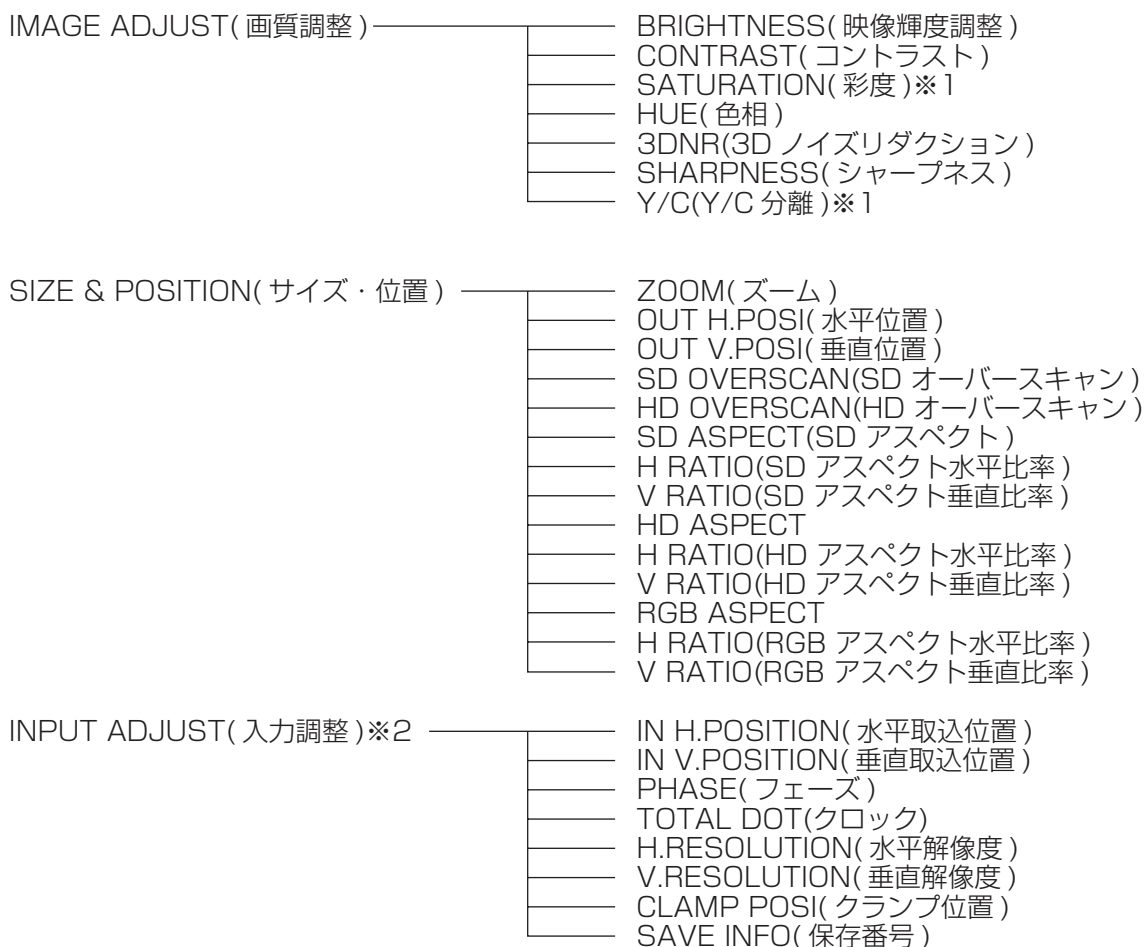 IMAGE ADJUST( 画質調整 )
BRIGHTNESS( 映像輝度調整 )
CONTRAST( コントラスト )
SATURATION( 彩度 )※1
HUE( 色相 )
3DNR(3D ノイズリダクション )
SHARPNESS( シャープネス )
Y/C(Y/C 分離 )※1
SIZE & POSITION( サイズ・位置 )
ZOOM( ズーム )
OUT H.POSI( 水平位置 )
OUT V.POSI( 垂直位置 )
SD OVERSCAN(SD オーバースキャン )
HD OVERSCAN(HD オーバースキャン )
SD ASPECT(SD アスペクト )
H RATIO(SD アスペクト水平比率 )
V RATIO(SD アスペクト垂直比率 )
HD ASPECT
H RATIO(HD アスペクト水平比率 )
V RATIO(HD アスペクト垂直比率 )
RGB ASPECT
H RATIO(RGB アスペクト水平比率 )
V RATIO(RGB アスペクト垂直比率 )
INPUT ADJUST( 入力調整 )※2
IN H.POSITION( 水平取込位置 )
IN V.POSITION( 垂直取込位置 )
PHASE( フェーズ )
TOTAL DOT(クロック)
H.RESOLUTION( 水平解像度 )
V.RESOLUTION( 垂直解像度 )
CLAMP POSI( クランプ位置 )
SAVE INFO( 保存番号 )